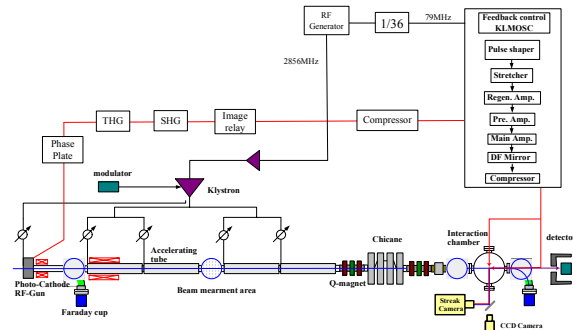 RF
Generator
1/36
79MHz
Feedback control
KLMOSC
2856MHz
Pulse shaper
Stretcher
Regen. Amp.
Pre. Amp.
Main Amp.
DF Mirror
Compressor
THG
SHG
Image
relay
Compressor
Phase
Plate
modulator
Klystron
Interaction
chamber
detector
Chicane
Accelerating
tube
Photo-Cathode
RF-Gun
Beam mearment area
Q-magnet
Faraday cup
Streak
Camera
CCD Camera